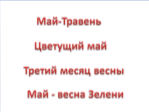 Май-Травень
Цветущий май
Третий месяц весны
Май - весна Зелени